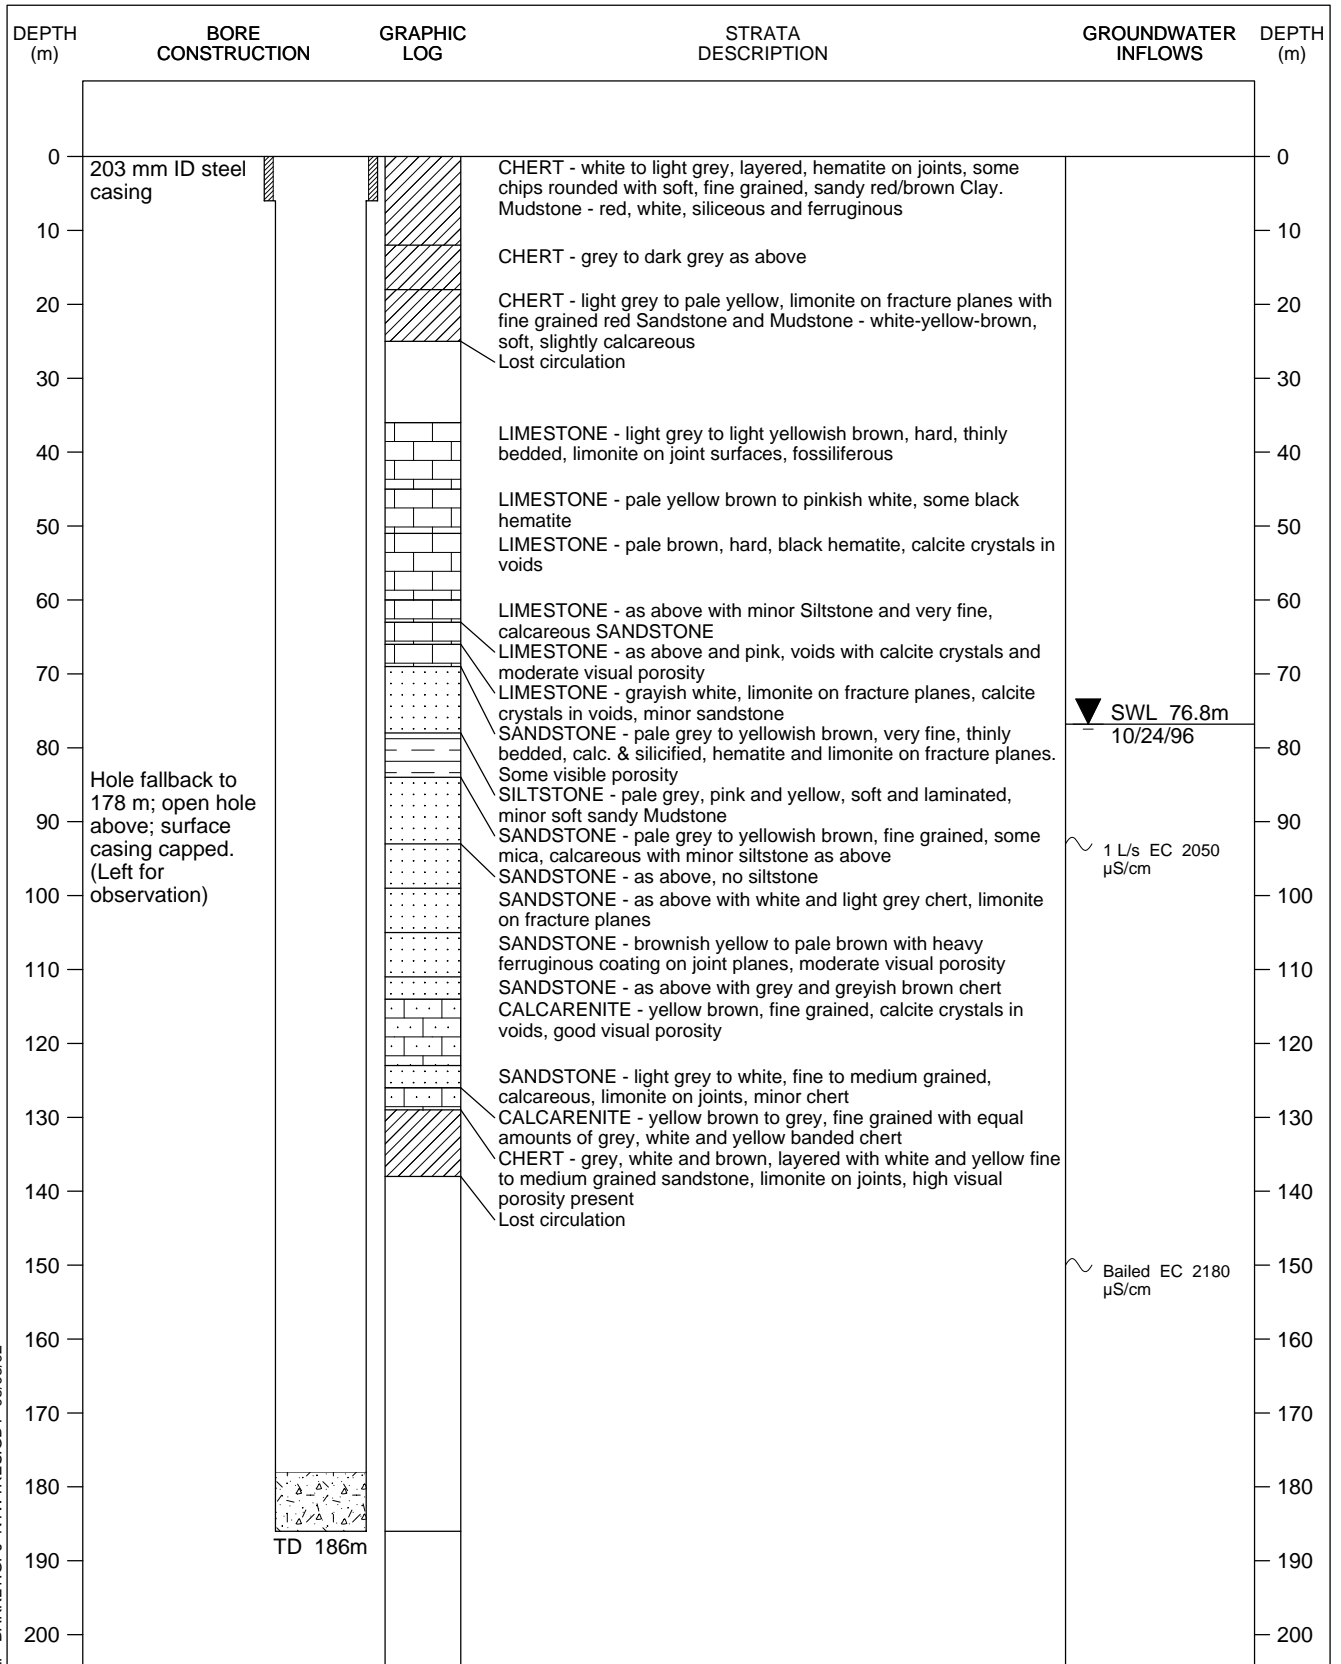 DEPTH
(m)
BORE
CONSTRUCTION
GRAPHIC
LOG
STRATA
DESCRIPTION
GROUNDWATER
INFLOWS
DEPTH
(m)
0
10
20
30
40
50
60
70
80
90
100
110
120
130
140
150
160
170
180
190
200
203 mm ID steel
casing
Hole fallback to
178 m; open hole
above; surface
casing capped.
(Left for
observation)
TD 186m
CHERT - white to light grey, layered, hematite on joints, some
chips rounded with soft, fine grained, sandy red/brown Clay.
Mudstone - red, white, siliceous and ferruginous
CHERT - grey to dark grey as above
CHERT - light grey to pale yellow, limonite on fracture planes with
fine grained red Sandstone and Mudstone - white-yellow-brown,
soft, slightly calcareous
Lost circulation
LIMESTONE - light grey to light yellowish brown, hard, thinly
bedded, limonite on joint surfaces, fossiliferous
LIMESTONE - pale yellow brown to pinkish white, some black
hematite
LIMESTONE - pale brown, hard, black hematite, calcite crystals in
voids
LIMESTONE - as above with minor Siltstone and very fine,
calcareous SANDSTONE
LIMESTONE - as above and pink, voids with calcite crystals and
moderate visual porosity
LIMESTONE - grayish white, limonite on fracture planes, calcite
crystals in voids, minor sandstone
SANDSTONE - pale grey to yellowish brown, very fine, thinly
bedded, calc. & silicified, hematite and limonite on fracture planes.
Some visible porosity
SILTSTONE - pale grey, pink and yellow, soft and laminated,
minor soft sandy Mudstone
SANDSTONE - pale grey to yellowish brown, fine grained, some
mica, calcareous with minor siltstone as above
SANDSTONE - as above, no siltstone
SANDSTONE - as above with white and light grey chert, limonite
on fracture planes
SANDSTONE - brownish yellow to pale brown with heavy
ferruginous coating on joint planes, moderate visual porosity
SANDSTONE - as above with grey and greyish brown chert
CALCARENITE - yellow brown, fine grained, calcite crystals in
voids, good visual porosity
SANDSTONE - light grey to white, fine to medium grained,
calcareous, limonite on joints, minor chert
CALCARENITE - yellow brown to grey, fine grained with equal
amounts of grey, white and yellow banded chert
CHERT - grey, white and brown, layered with white and yellow fine
to medium grained sandstone, limonite on joints, high visual
porosity present
Lost circulation
SWL 76.8m
10/24/96
1 L/s EC 2050
µS/cm
Bailed EC 2180
µS/cm
0
10
20
30
40
50
60
70
80
90
100
110
120
130
140
150
160
170
180
190
200